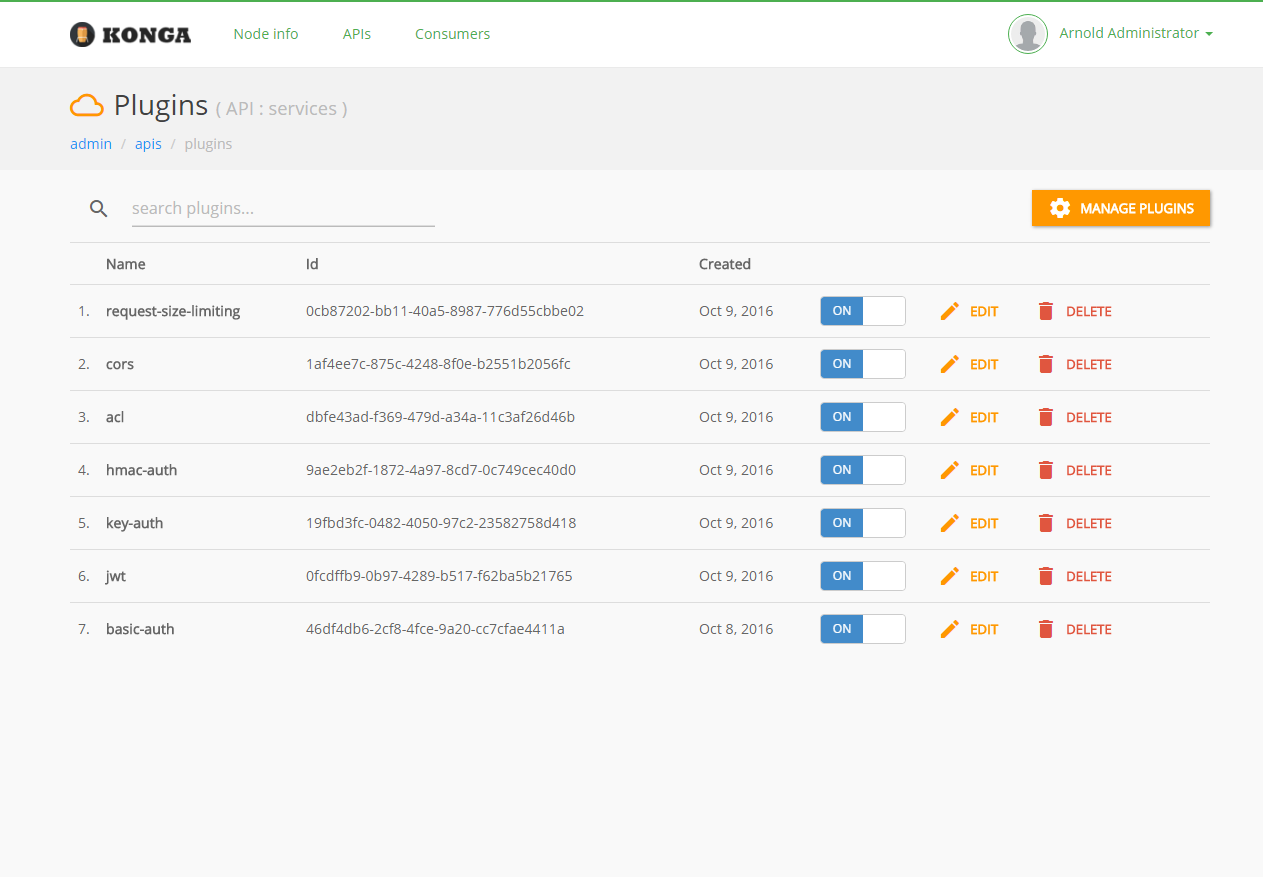 KONGA Node info APIs Consumers Arnold Administrator
Plugins ( API : services )
admin / apis / plugins
search plugins... MANAGE PLUGINS
Name Id Created
1. request-size-limiting 0cb87202-bb11-40a5-8987-776d55cbbe02 Oct 9, 2016 ON EDIT DELETE
2. cors 1af4ee7c-875c-4248-8f0e-b2551b2056fc Oct 9, 2016 ON EDIT DELETE
3. acl dbfe43ad-f369-479d-a34a-11c3af26d46b Oct 9, 2016 ON EDIT DELETE
4. hmac-auth 9ae2eb2f-1872-4a97-8cd7-0c749cec40d0 Oct 9, 2016 ON EDIT DELETE
5. key-auth 19fbd3fc-0482-4050-97c2-23582758d418 Oct 9, 2016 ON EDIT DELETE
6. jwt 0fcdffb9-0b97-4289-b517-f62ba5b21765 Oct 9, 2016 ON EDIT DELETE
7. basic-auth 46df4db6-2cf8-4fce-9a20-cc7cfae4411a Oct 8, 2016 ON EDIT DELETE